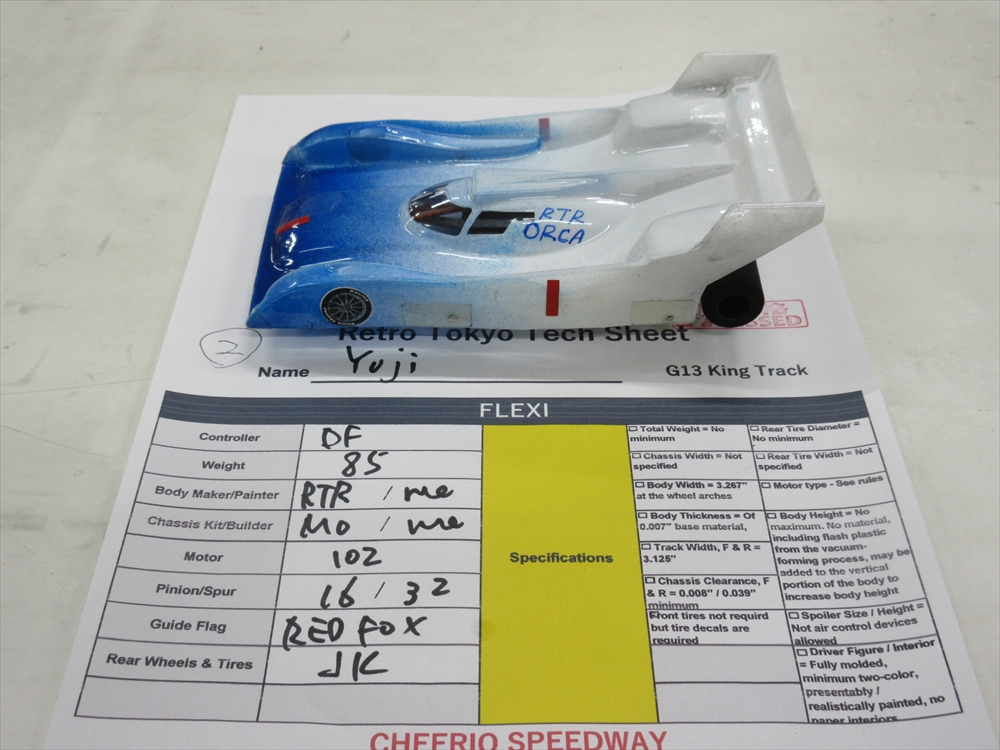 RTR
ORCA
Retro Tokyo Tech Sheet
2
Name Yuji
G13 King Track
FLEXI
Controller DF
Weight 85
Body Maker/Painter RTR / me
Chassis Kit/Builder Mo / me
Motor 102
Pinion/Spur 16 / 32
Guide Flag RED FOX
Rear Wheels & Tires JK
Specifications
Total Weight = No
minimum
Chassis Width = Not
specified
Body Width = 3.267"
at the wheel arches
Body Thickness = Of
0.007" base material,
Track Width, F & R =
3.125"
Chassis Clearance, F
& R = 0.008" / 0.039"
minimum
Front tires not requird
but tire decals are
required
Rear Tire Diameter =
No minimum
Rear Tire Width = Not
specified
Motor type - See rules
Body Height = No
maximum. No material,
including flash plastic
from the vacuum-
forming process, may be
added to the vertical
portion of the body to
increase body height
Spoiler Size / Height =
Not air control devices
allowed
Driver Figure / Interior
= Fully molded,
minimum two-color,
presentably /
realistically painted, no
paper interiors
CHEERIO SPEEDWAY